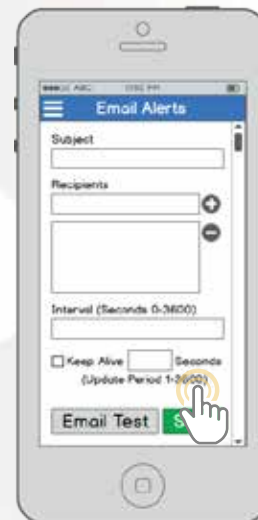 Email Alerts
Subject
Recipients
Interval (Seconds 0-3600)
Keep Alive Seconds
(Update Period 1-3600)
Email Test